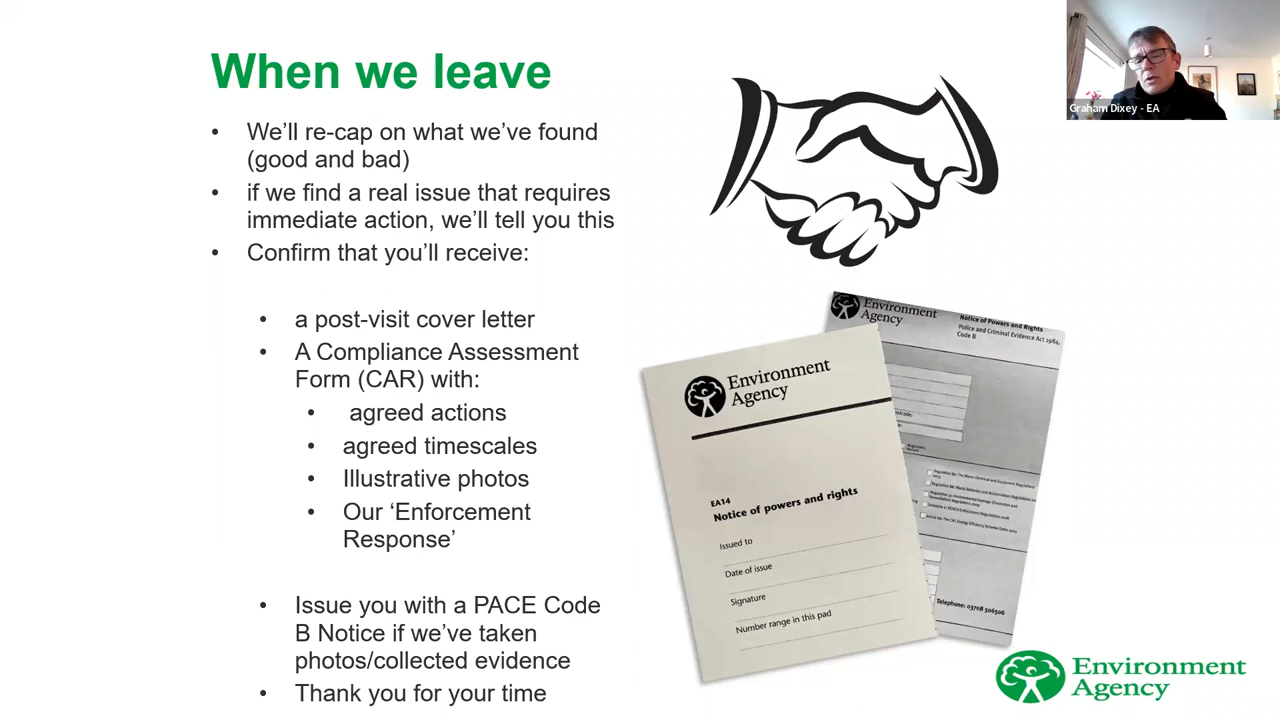 When we leave
• We’ll re-cap on what we’ve found
(good and bad)
• if we find a real issue that requires
immediate action, we’ll tell you this
• Confirm that you’ll receive:
• a post-visit cover letter
• A Compliance Assessment
Form (CAR) with:
• agreed actions
• agreed timescales
• Illustrative photos
• Our ‘Enforcement
Response’
• Issue you with a PACE Code
B Notice if we’ve taken
photos/collected evidence
• Thank you for your time
Graham Dixey - EA
Environment
Agency
Notice of Powers and Rights
Police and Criminal Evidence Act 1984,
Code B
Telephone: 03708 506506
Environment
Agency
EA14
Notice of powers and rights
Issued to
Date of issue
Signature
Number range in this pad
Environment
Agency